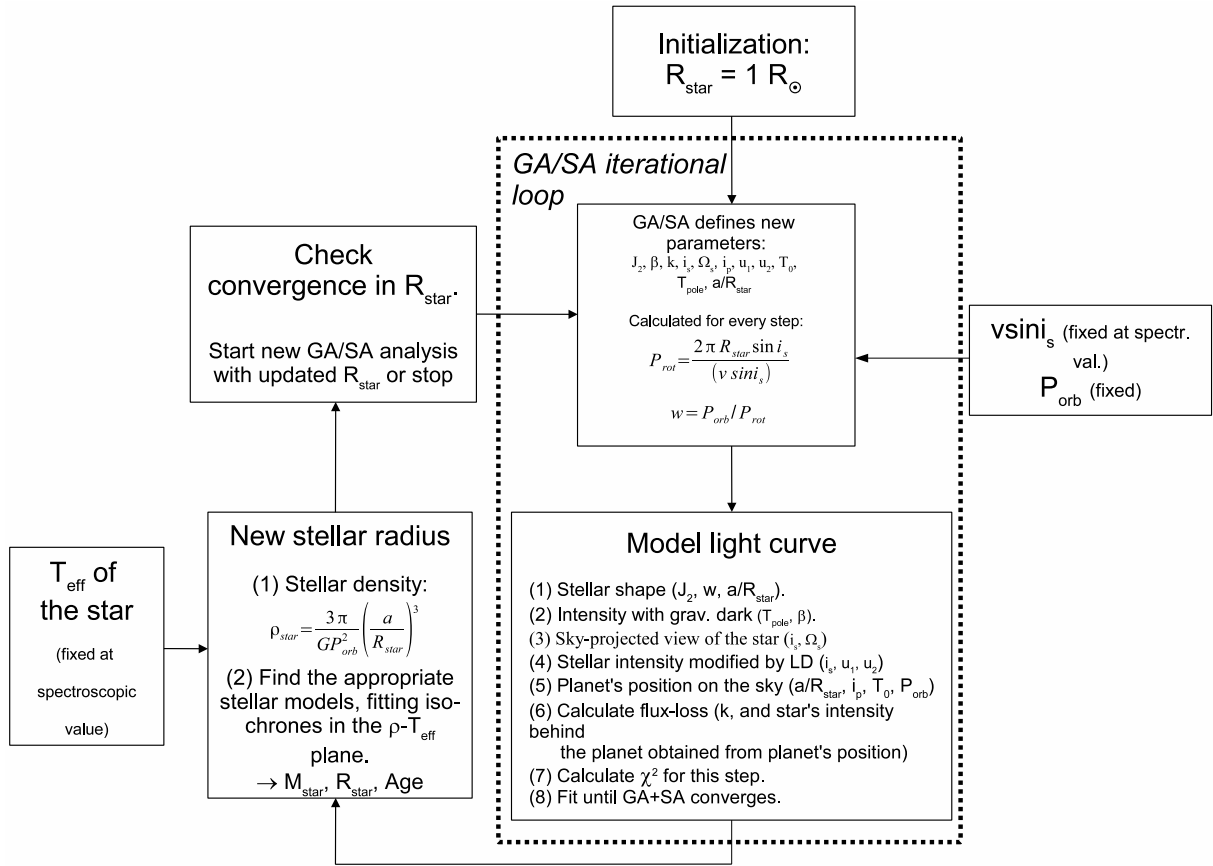 Initialization:
R_star = 1 R_☉
GA/SA iterational
loop
GA/SA defines new
parameters:
J_2, β, k, i_s, Ω_s, i_p, u_1, u_2, T_0,
T_pole, a/R_star
Calculated for every step:
P_rot = 2 π R_star sin i_s / (v sini_s)
w = P_orb / P_rot
Check
convergence in R_star.
Start new GA/SA analysis
with updated R_star or stop
vsini_s (fixed at spectr.
val.)
P_orb (fixed)
T_eff of
the star
(fixed at
spectroscopic
value)
New stellar radius
(1) Stellar density:
ρ_star = 3 π / GP_orb^2 (a / R_star)^3
(2) Find the appropriate
stellar models, fitting iso-
chrones in the ρ-T_eff
plane.
→ M_star, R_star, Age
Model light curve
(1) Stellar shape (J_2, w, a/R_star).
(2) Intensity with grav. dark (T_pole, β).
(3) Sky-projected view of the star (i_s, Ω_s)
(4) Stellar intensity modified by LD (i_s, u_1, u_2)
(5) Planet's position on the sky (a/R_star, i_p, T_0, P_orb)
(6) Calculate flux-loss (k, and star's intensity
behind
the planet obtained from planet's position)
(7) Calculate χ^2 for this step.
(8) Fit until GA+SA converges.